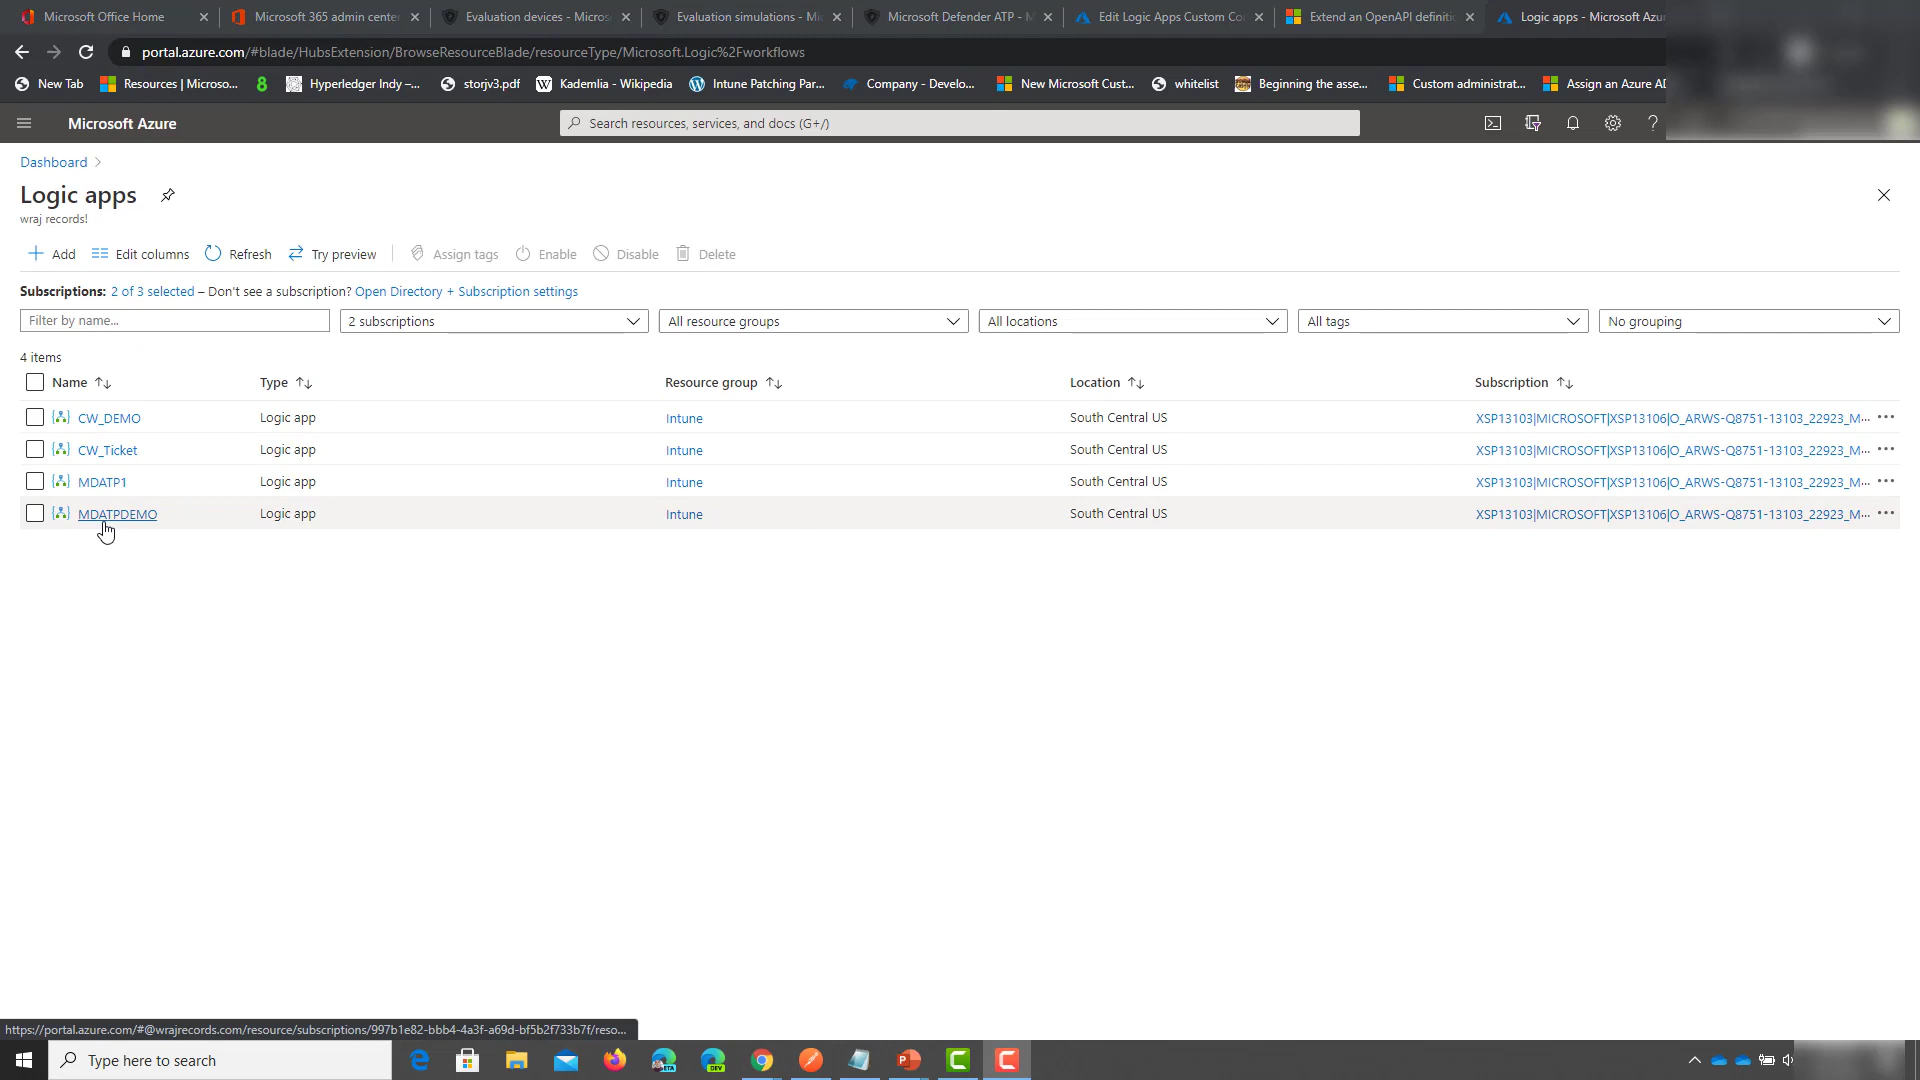 Microsoft Office Home
Microsoft 365 admin center
Evaluation devices - Micros
Evaluation simulations - Mi
Microsoft Defender ATP - M
Edit Logic Apps Custom Co
Extend an OpenAPI definiti
Logic apps - Microsoft Azu
portal.azure.com/#blade/HubsExtension/BrowseResourceBlade/resourceType/Microsoft.Logic%2Fworkflows
New Tab
Resources | Microso...
8
Hyperledger Indy —...
storjv3.pdf
W Kademlia - Wikipedia
Intune Patching Par...
Company - Develo...
New Microsoft Cust...
whitelist
Beginning the asse...
Custom administrat...
Assign an Azure AD
Microsoft Azure
Search resources, services, and docs (G+/)
?
Dashboard >
Logic apps
wraj records!
+ Add
Edit columns
Refresh
Try preview
Assign tags
Enable
Disable
Delete
Subscriptions: 2 of 3 selected – Don't see a subscription? Open Directory + Subscription settings
Filter by name...
2 subscriptions
All resource groups
All locations
All tags
No grouping
4 items
Name Type Resource group Location Subscription
CW_DEMO Logic app Intune South Central US XSP13103|MICROSOFT|XSP13106|O_ARWS-Q8751-13103_22923_M... ...
CW_Ticket Logic app Intune South Central US XSP13103|MICROSOFT|XSP13106|O_ARWS-Q8751-13103_22923_M... ...
MDATP1 Logic app Intune South Central US XSP13103|MICROSOFT|XSP13106|O_ARWS-Q8751-13103_22923_M... ...
MDATPDEMO Logic app Intune South Central US XSP13103|MICROSOFT|XSP13106|O_ARWS-Q8751-13103_22923_M... ...
https://portal.azure.com/#@wrajrecords.com/resource/subscriptions/997b1e82-bbb4-4a3f-a69d-bf5b2f733b7f/reso...
Type here to search
BETA
DEV